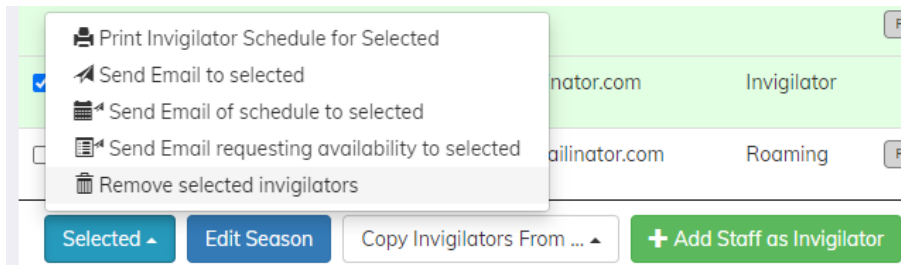 Print Invigilator Schedule for Selected
Send Email to selected
nator.com Invigilator
Send Email of schedule to selected
Send Email requesting availability to selected
ailinator.com Roaming
Remove selected invigilators
Selected Edit Season Copy Invigilators From ... Add Staff as Invigilator